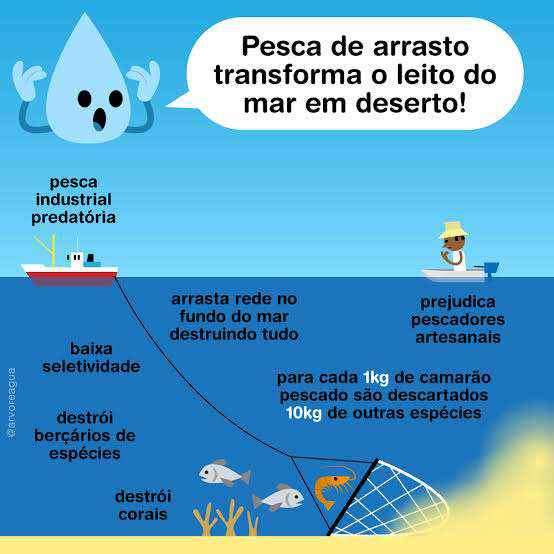 Pesca de arrasto
transforma o leito do
mar em deserto!
pesca
industrial
predatória
arrasta rede no
fundo do mar
destruindo tudo
prejudica
pescadores
artesanais
baixa
seletividade
para cada 1kg de camarão
pescado são descartados
10kg de outras espécies
destrói
berçários de
espécies
destrói
corais
@arvoreagua